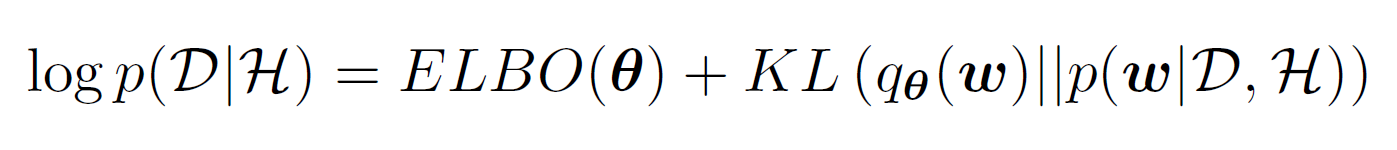 log p(𝒟|ℋ) = ELBO(𝜽) + KL (q_𝜽(𝒘)||p(𝒘|𝒟, ℋ))